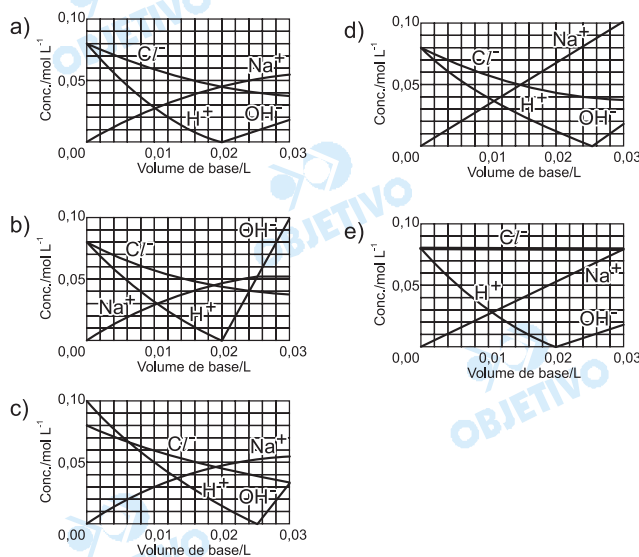 a)
Conc./mol L⁻¹
0,10
0,05
0,00
Cl⁻
Na⁺
H⁺
OH⁻
0,01
0,02
0,03
Volume de base/L
b)
Conc./mol L⁻¹
0,10
0,05
0,00
Cl⁻
OH⁻
Na⁺
H⁺
0,01
0,02
0,03
Volume de base/L
c)
Conc./mol L⁻¹
0,10
0,05
0,00
Cl⁻
Na⁺
H⁺
OH⁻
0,01
0,02
0,03
Volume de base/L
d)
Conc./mol L⁻¹
0,10
0,05
0,00
Na⁺
Cl⁻
H⁺
OH⁻
0,01
0,02
0,03
Volume de base/L
e)
Conc./mol L⁻¹
0,10
0,05
0,00
Cl⁻
Na⁺
H⁺
OH⁻
0,01
0,02
0,03
Volume de base/L
OBJETIVO
OBJETIVO
OBJETIVO